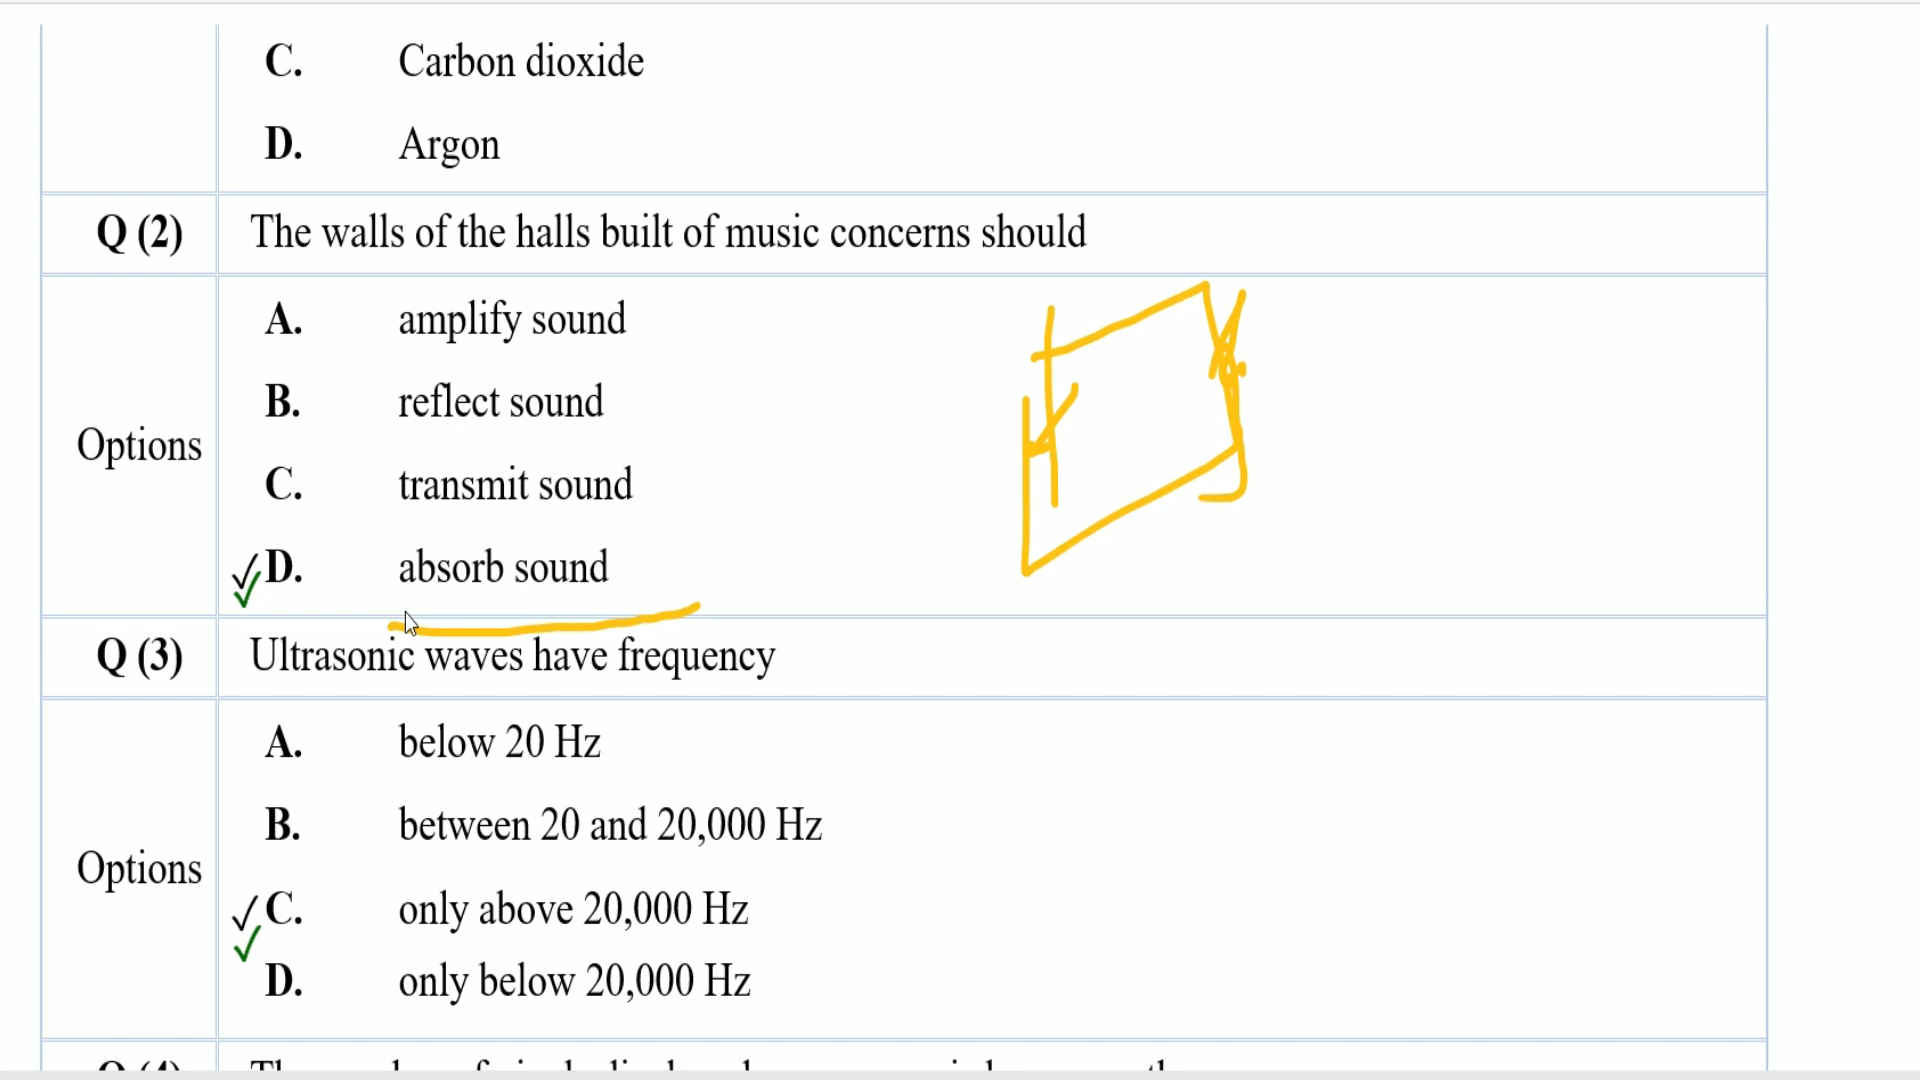 C. Carbon dioxide
D. Argon
Q (2) The walls of the halls built of music concerns should
Options
A. amplify sound
B. reflect sound
C. transmit sound
D. absorb sound
Q (3) Ultrasonic waves have frequency
Options
A. below 20 Hz
B. between 20 and 20,000 Hz
C. only above 20,000 Hz
D. only below 20,000 Hz
Q (4)